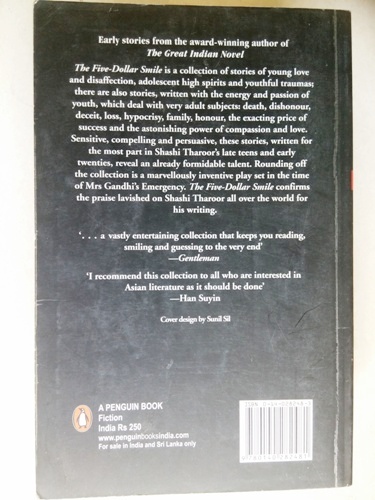 Early stories from the award-winning author of
The Great Indian Novel
The Five-Dollar Smile is a collection of stories of young love
and disaffection, adolescent high spirits and youthful traumas;
there are also stories, written with the energy and passion of
youth, which deal with very adult subjects: death, dishonour,
deceit, loss, hypocrisy, family, honour, the exacting price of
success and the astonishing power of compassion and love.
Sensitive, compelling and persuasive, these stories, written for
the most part in Shashi Tharoor's late teens and early
twenties, reveal an already formidable talent. Rounding off
the collection is a marvellously inventive play set in the time
of Mrs Gandhi's Emergency. The Five-Dollar Smile confirms
the praise lavished on Shashi Tharoor all over the world for
his writing.
'. . . a vastly entertaining collection that keeps you reading,
smiling and guessing to the very end'
—Gentleman
'I recommend this collection to all who are interested in
Asian literature as it should be done'
—Han Suyin
Cover design by Sunil Sil
A PENGUIN BOOK
Fiction
India Rs 250
www.penguinbooksindia.com
For sale in India and Sri Lanka only